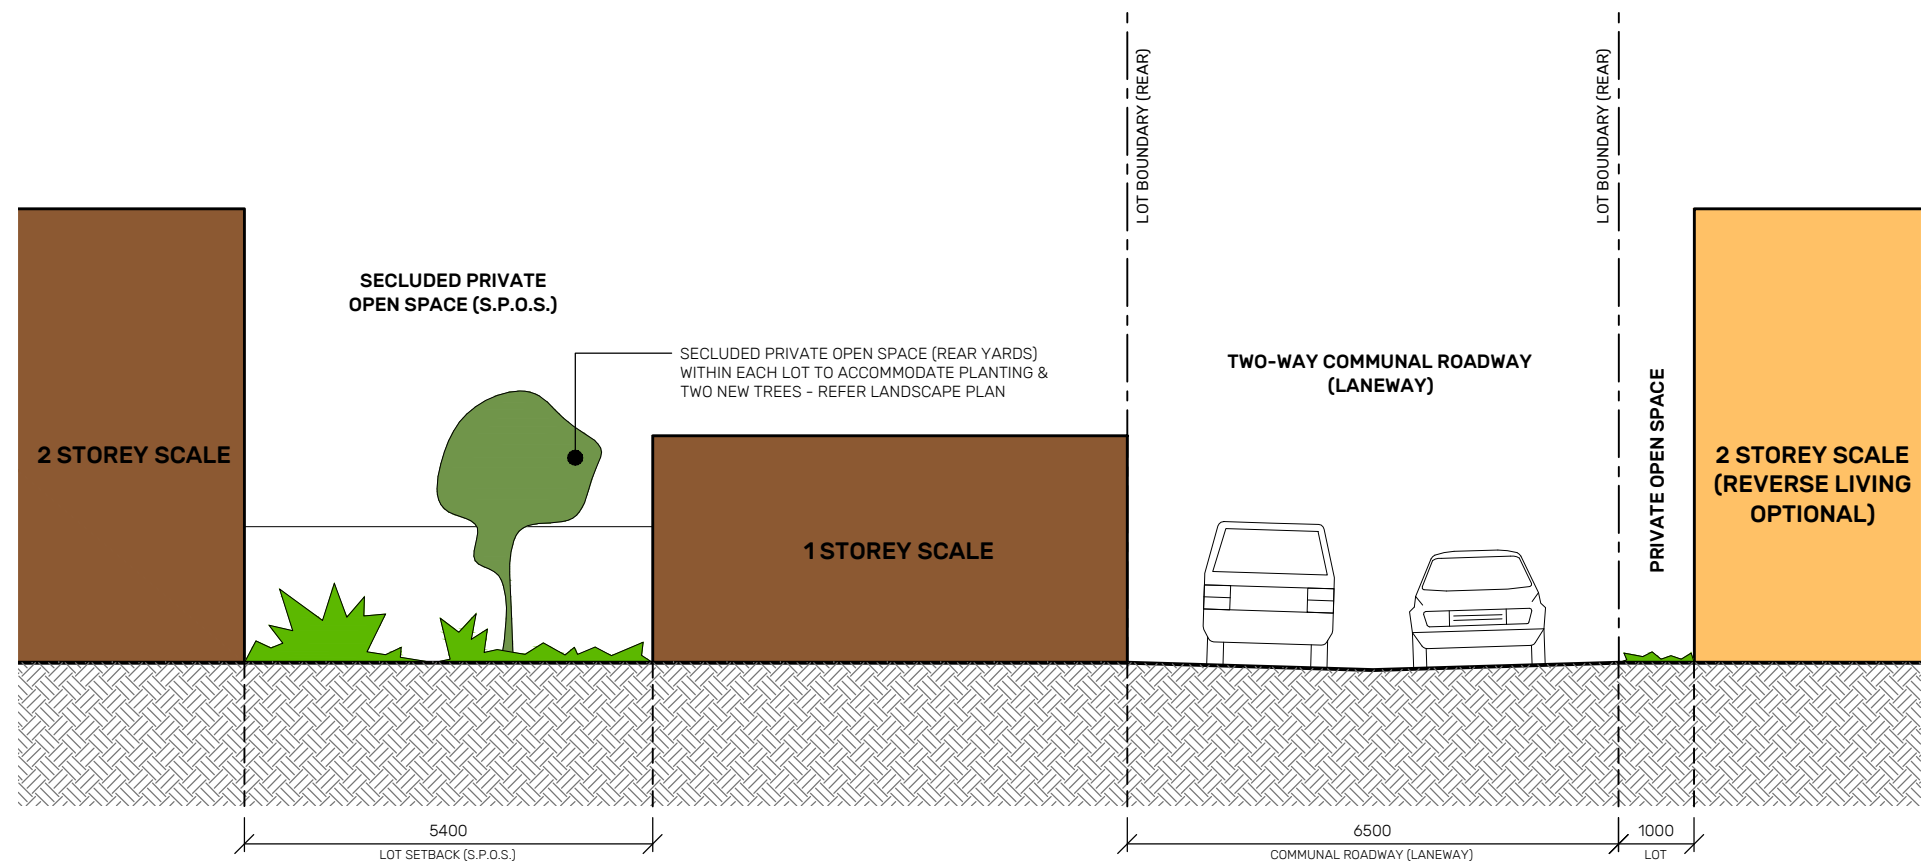 LOT BOUNDARY (REAR)
LOT BOUNDARY (REAR)
SECLUDED PRIVATE
OPEN SPACE (S.P.O.S.)
SECLUDED PRIVATE OPEN SPACE (REAR YARDS)
WITHIN EACH LOT TO ACCOMMODATE PLANTING &
TWO NEW TREES - REFER LANDSCAPE PLAN
TWO-WAY COMMUNAL ROADWAY
(LANEWAY)
PRIVATE OPEN SPACE
2 STOREY SCALE
1 STOREY SCALE
2 STOREY SCALE
(REVERSE LIVING
OPTIONAL)
5400
LOT SETBACK (S.P.O.S.)
6500
COMMUNAL ROADWAY (LANEWAY)
1000
LOT